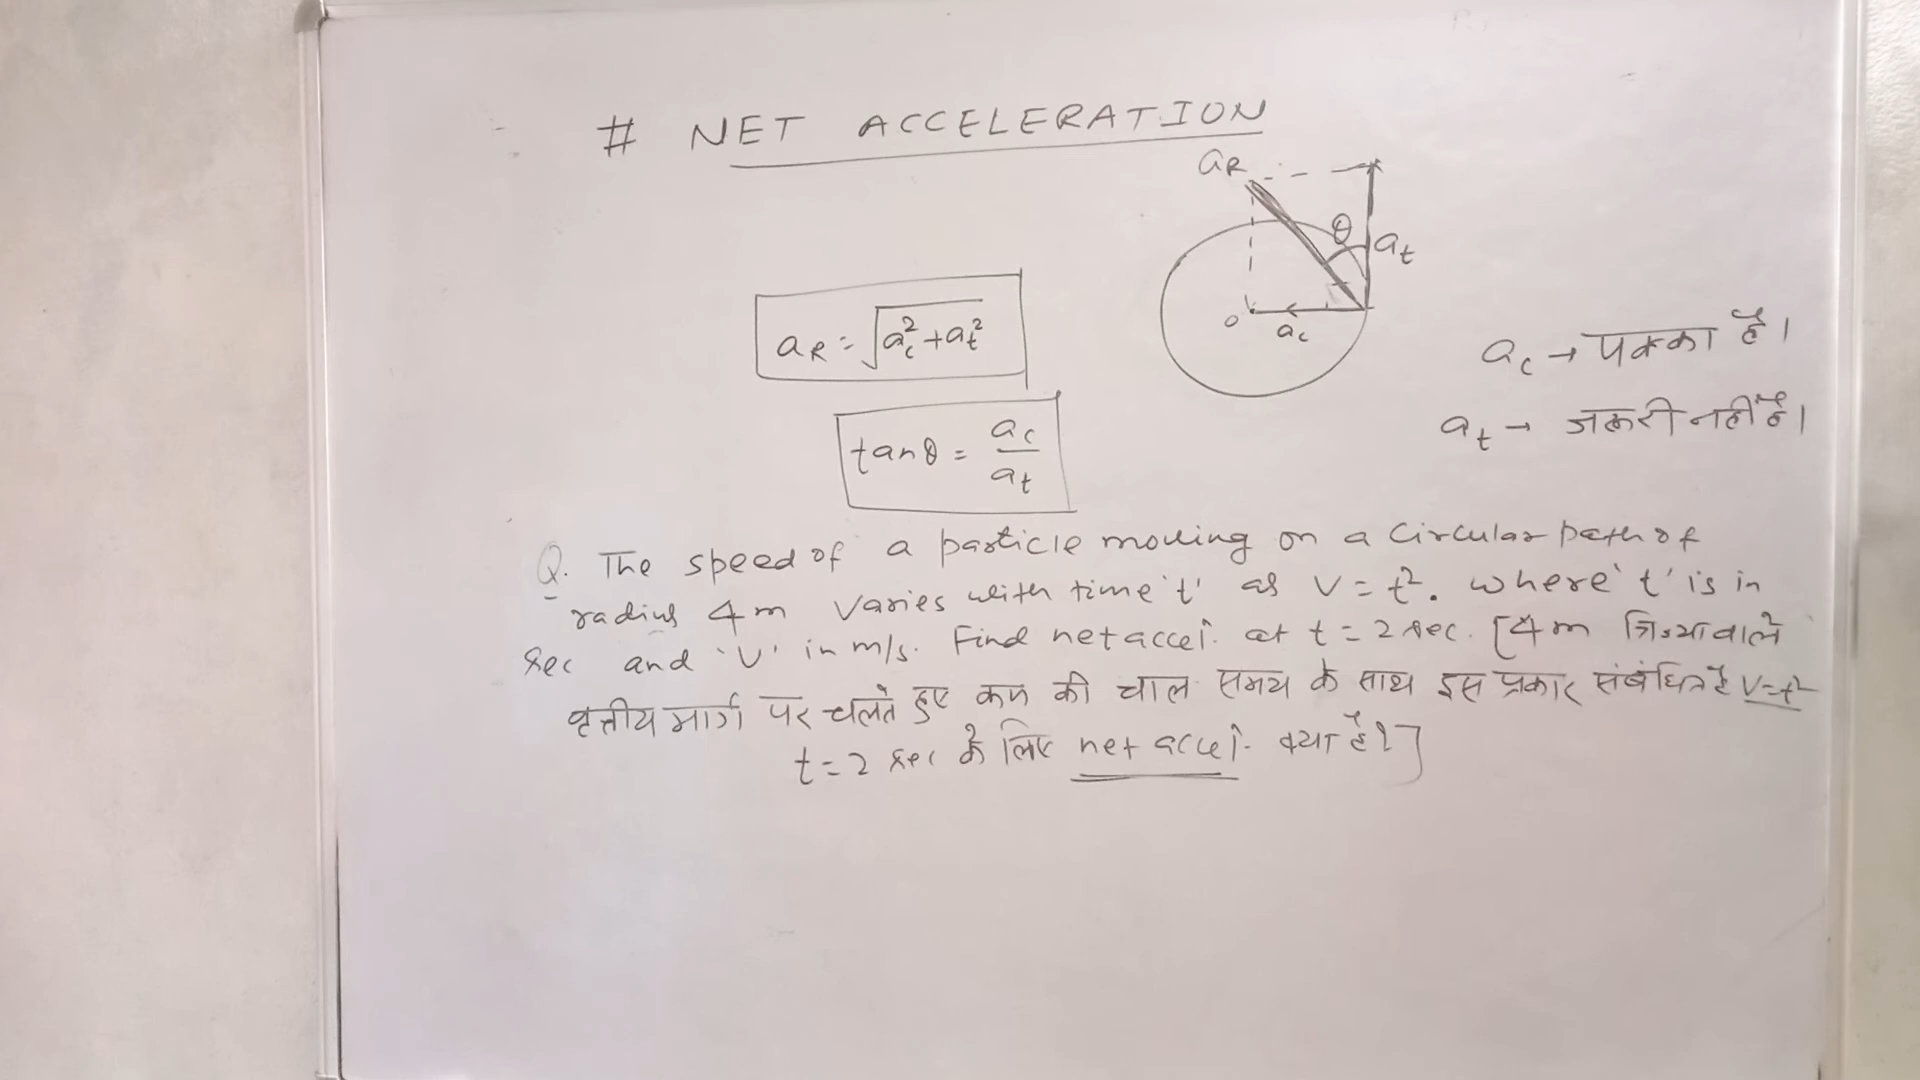 # NET ACCELERATION
aR
θ
at
o
ac
aR = √ac²+at²
ac → पक्का है।
at → जरूरी नहीं है।
tanθ = ac/at
Q. The speed of a particle moving on a circular path of
radius 4m varies with time 't' as V = t². where 't' is in
sec and 'V' in m/s. Find net accel. at t = 2 sec. [4m त्रिज्या वाले
वृत्तीय मार्ग पर चलते हुए कण की चाल समय के साथ इस प्रकार संबंधित है V=t²
t = 2 sec के लिए net accel. क्या है?]